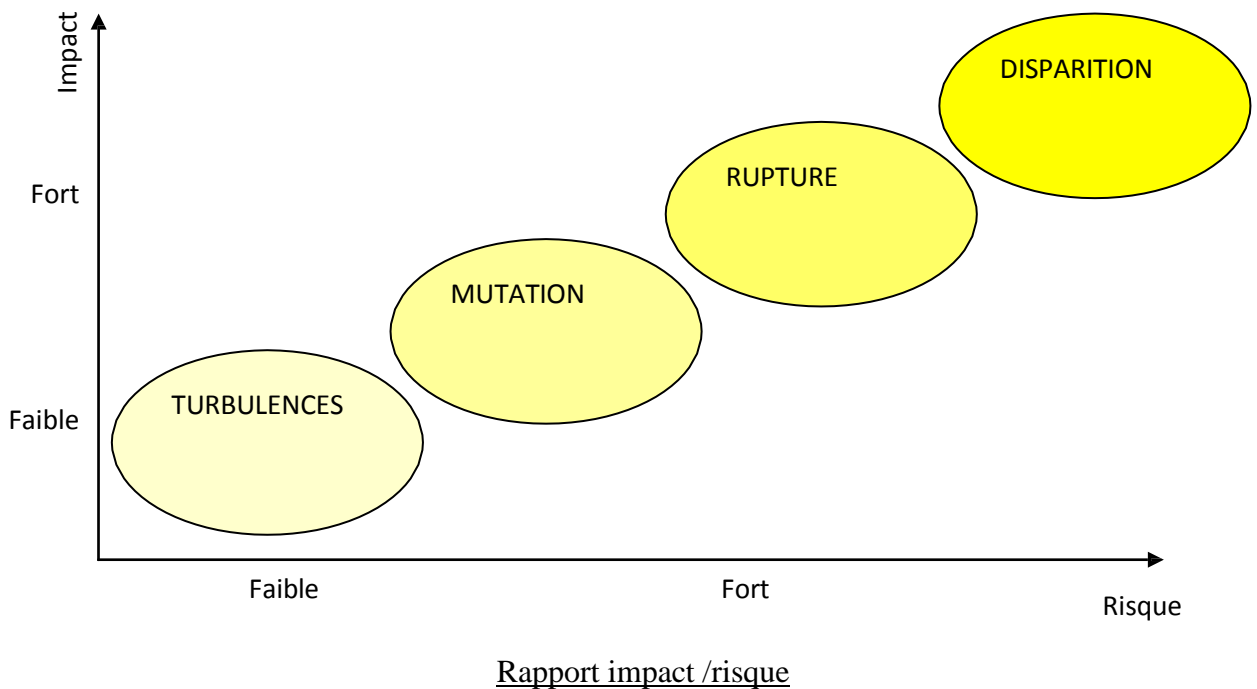 Impact
DISPARITION
RUPTURE
Fort
MUTATION
TURBULENCES
Faible
Faible
Fort
Risque
Rapport impact /risque